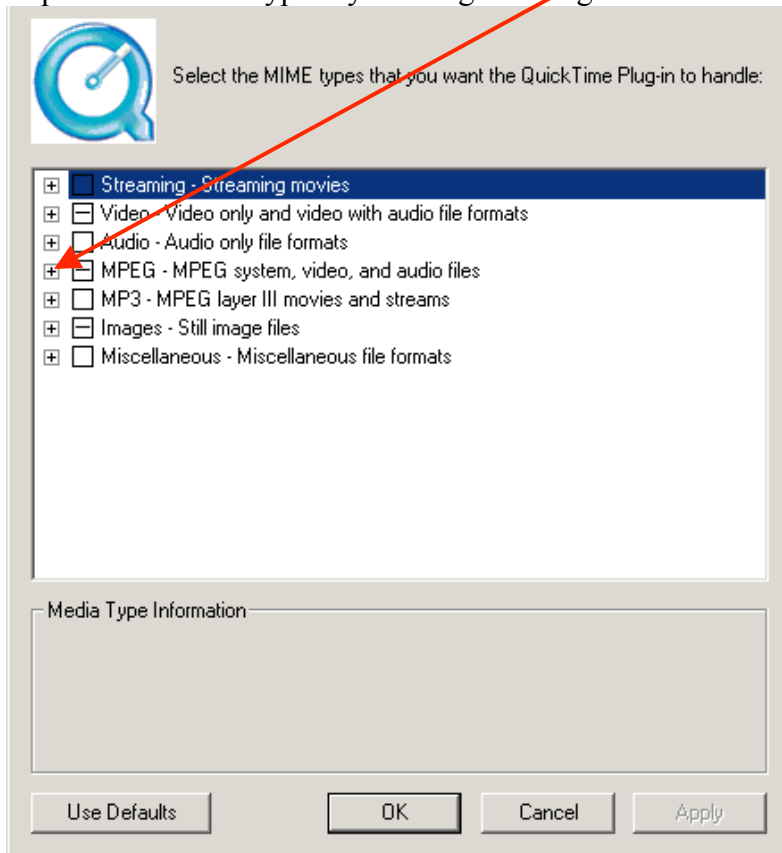 Select the MIME types that you want the QuickTime Plug-in to handle:
Streaming - Streaming movies
Video - Video only and video with audio file formats
Audio - Audio only file formats
MPEG - MPEG system, video, and audio files
MP3 - MPEG layer III movies and streams
Images - Still image files
Miscellaneous - Miscellaneous file formats
Media Type Information
Use Defaults OK Cancel Apply